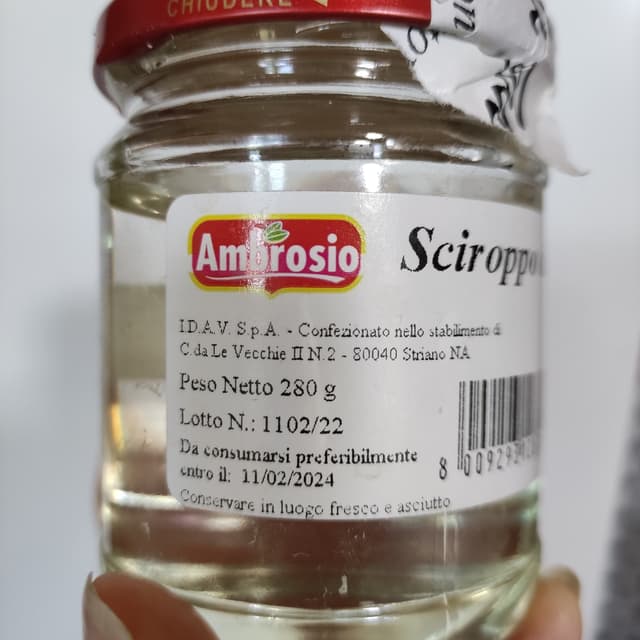 CHIUDERE
Ambrosio
Sciroppo
I.D.A.V. S.p.A. - Confezionato nello stabilimento di
C.da Le Vecchie II N.2 - 80040 Striano NA
Peso Netto 280 g
Lotto N.: 1102/22
Da consumarsi preferibilmente
entro il: 11/02/2024
Conservare in luogo fresco e asciutto